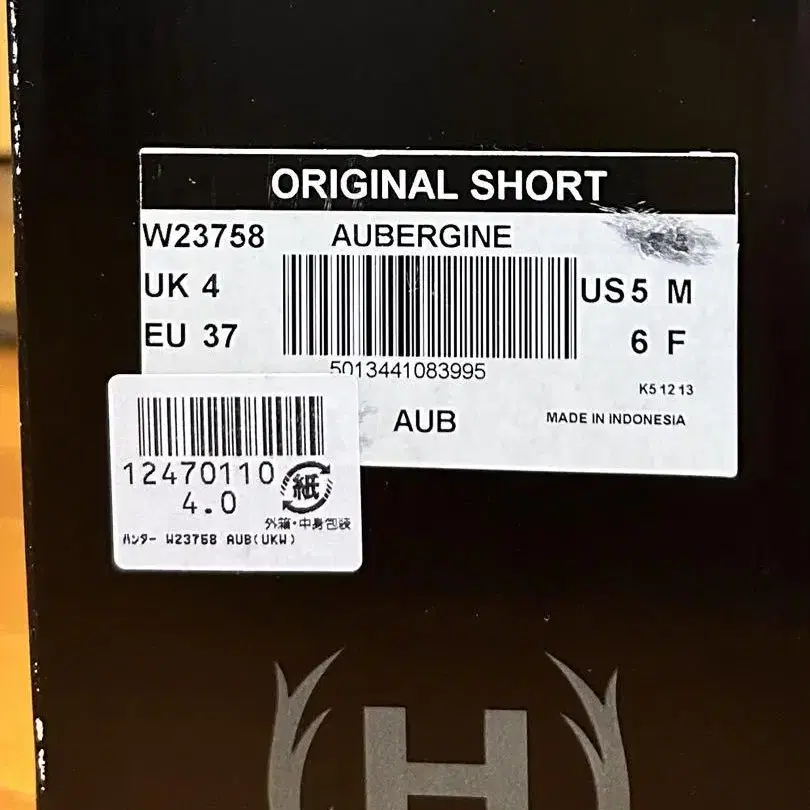 ORIGINAL SHORT
W23758 AUBERGINE
UK 4 US 5 M
EU 37 6 F
5013441083995
K5 12 13
AUB MADE IN INDONESIA
12470110
4.0
紙
外箱・中身包装
ハンター W23758 AUB(UKW)
H